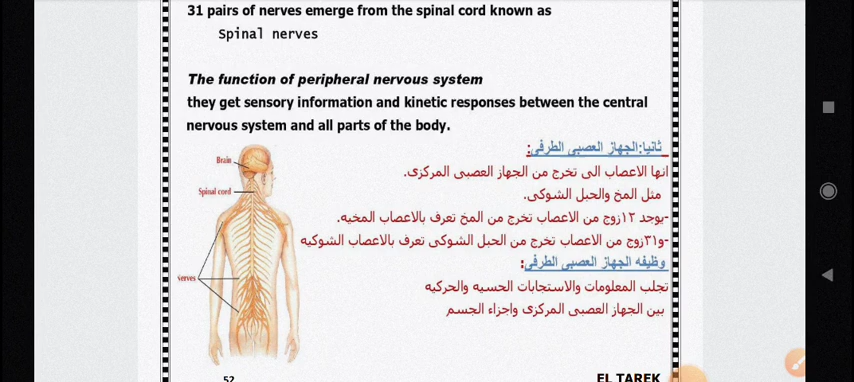 31 pairs of nerves emerge from the spinal cord known as
Spinal nerves
The function of peripheral nervous system
they get sensory information and kinetic responses between the central
nervous system and all parts of the body.
ثانيا:الجهاز العصبى الطرفى:
انها الاعصاب الى تخرج من الجهاز العصبى المركزى.
مثل المخ والحبل الشوكى.
-يوجد ١٢زوج من الاعصاب تخرج من المخ تعرف بالاعصاب المخيه.
-و٣١زوج من الاعصاب تخرج من الحبل الشوكى تعرف بالاعصاب الشوكيه
وظيفه الجهاز العصبى الطرفى:
تجلب المعلومات والاستجابات الحسيه والحركيه
بين الجهاز العصبى المركزى واجزاء الجسم
Brain
Spinal cord
Nerves
52
EL TAREK